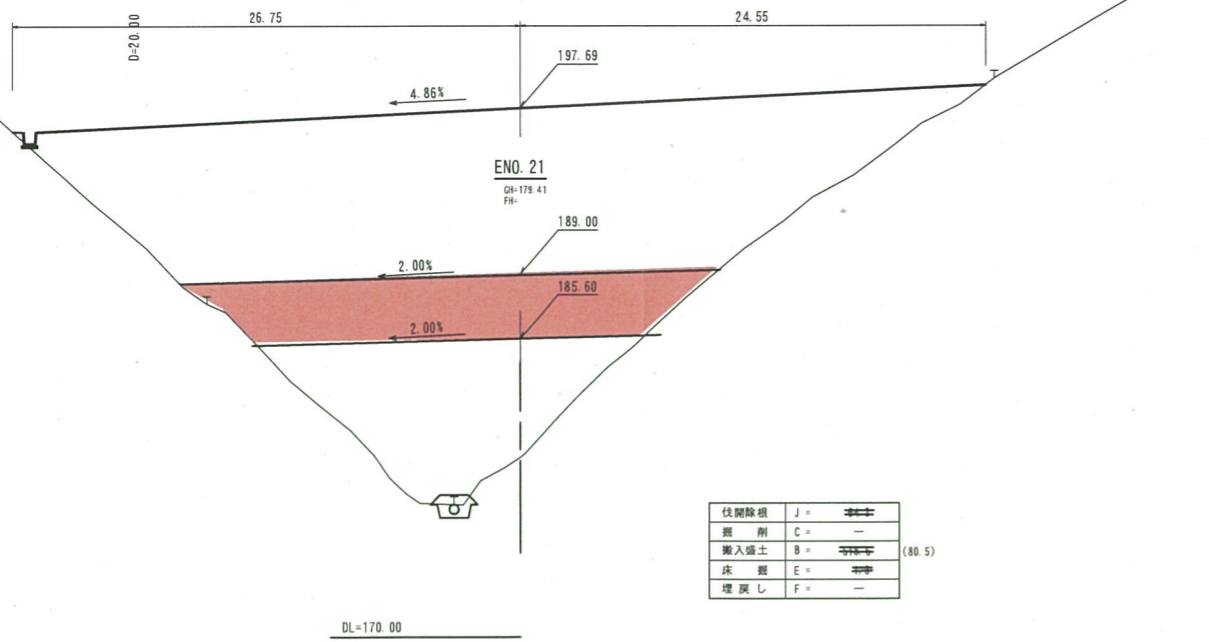 26.75
24.55
D=20.00
197.69
4.86%
ENO. 21
GH=179.41
FH=
189.00
2.00%
185.60
2.00%
伐開除根 J =
掘 削 C = －
搬入盛土 B = (80.5)
床 掘 E =
埋戻し F = －
DL=170.00